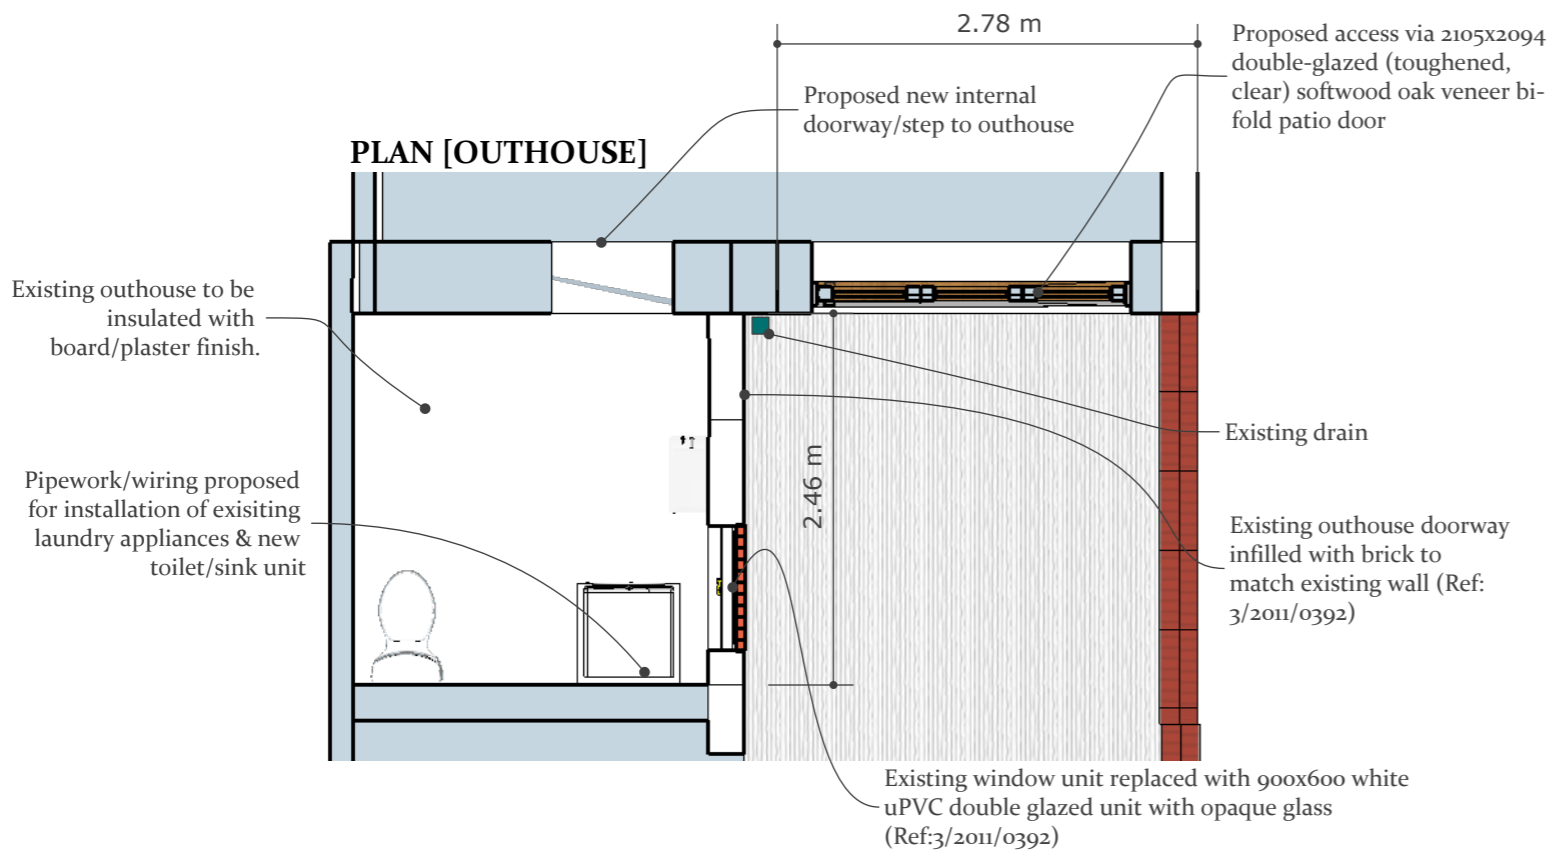 2.78 m
Proposed access via 2105x2094
double-glazed (toughened,
clear) softwood oak veneer bi-
fold patio door
Proposed new internal
doorway/step to outhouse
PLAN [OUTHOUSE]
Existing outhouse to be
insulated with
board/plaster finish.
Existing drain
2.46 m
Pipework/wiring proposed
for installation of exisiting
laundry appliances & new
toilet/sink unit
Existing outhouse doorway
infilled with brick to
match existing wall (Ref:
3/2011/0392)
Existing window unit replaced with 900x600 white
uPVC double glazed unit with opaque glass
(Ref:3/2011/0392)